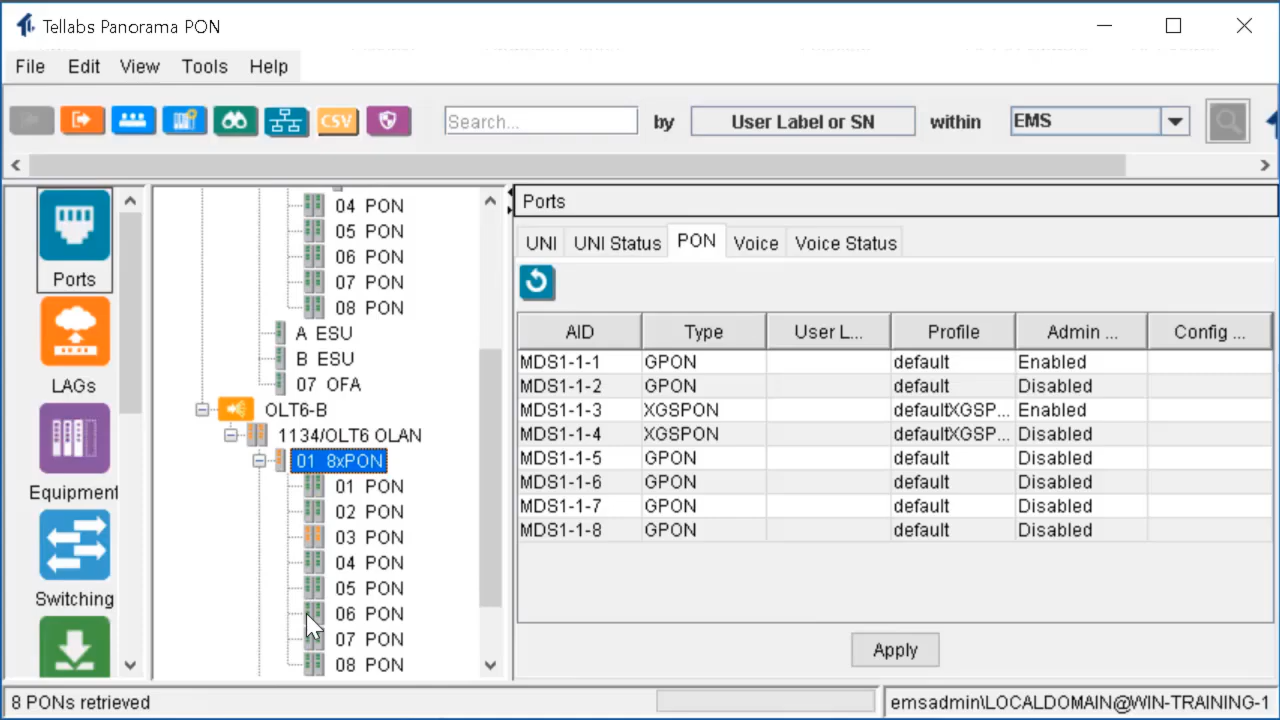 Tellabs Panorama PON
File Edit View Tools Help
CSV Search... by User Label or SN within EMS
Ports
LAGs
Equipment
Switching
04 PON
05 PON
06 PON
07 PON
08 PON
A ESU
B ESU
07 OFA
OLT6-B
1134/OLT6 OLAN
01 8xPON
01 PON
02 PON
03 PON
04 PON
05 PON
06 PON
07 PON
08 PON
Ports
UNI UNI Status PON Voice Voice Status
AID Type User L... Profile Admin ... Config ...
MDS1-1-1 GPON default Enabled
MDS1-1-2 GPON default Disabled
MDS1-1-3 XGSPON defaultXGSP... Enabled
MDS1-1-4 XGSPON defaultXGSP... Disabled
MDS1-1-5 GPON default Disabled
MDS1-1-6 GPON default Disabled
MDS1-1-7 GPON default Disabled
MDS1-1-8 GPON default Disabled
Apply
8 PONs retrieved
emsadmin\LOCALDOMAIN@WIN-TRAINING-1